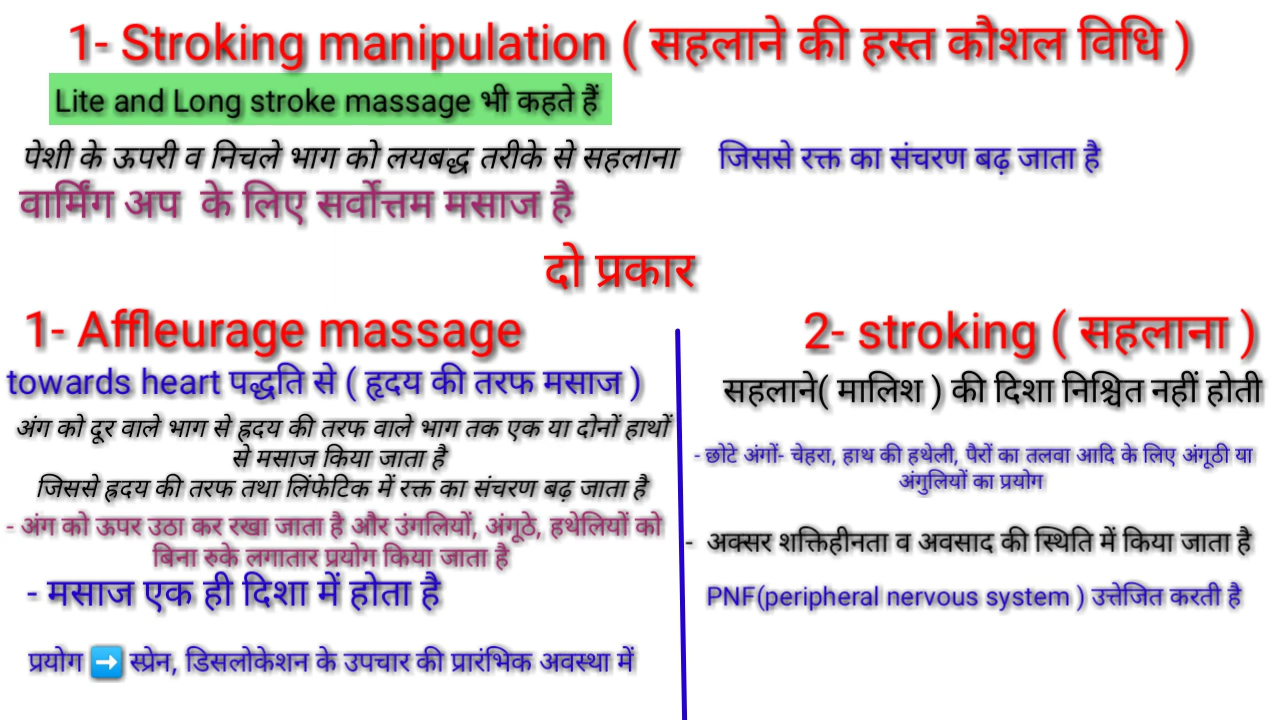 1- Stroking manipulation ( सहलाने की हस्त कौशल विधि )
Lite and Long stroke massage भी कहते हैं
पेशी के ऊपरी व निचले भाग को लयबद्ध तरीके से सहलाना जिससे रक्त का संचरण बढ़ जाता है
वार्मिंग अप के लिए सर्वोत्तम मसाज है
दो प्रकार
1- Affleurage massage
towards heart पद्धति से ( हृदय की तरफ मसाज )
अंग को दूर वाले भाग से ह्रदय की तरफ वाले भाग तक एक या दोनों हाथों
से मसाज किया जाता है
जिससे ह्रदय की तरफ तथा लिंफेटिक में रक्त का संचरण बढ़ जाता है
- अंग को ऊपर उठा कर रखा जाता है और उंगलियों, अंगूठे, हथेलियों को
बिना रुके लगातार प्रयोग किया जाता है
- मसाज एक ही दिशा में होता है
प्रयोग ➡️ स्प्रेन, डिसलोकेशन के उपचार की प्रारंभिक अवस्था में
2- stroking ( सहलाना )
सहलाने( मालिश ) की दिशा निश्चित नहीं होती
- छोटे अंगों- चेहरा, हाथ की हथेली, पैरों का तलवा आदि के लिए अंगूठी या
अंगुलियों का प्रयोग
- अक्सर शक्तिहीनता व अवसाद की स्थिति में किया जाता है
PNF(peripheral nervous system ) उत्तेजित करती है